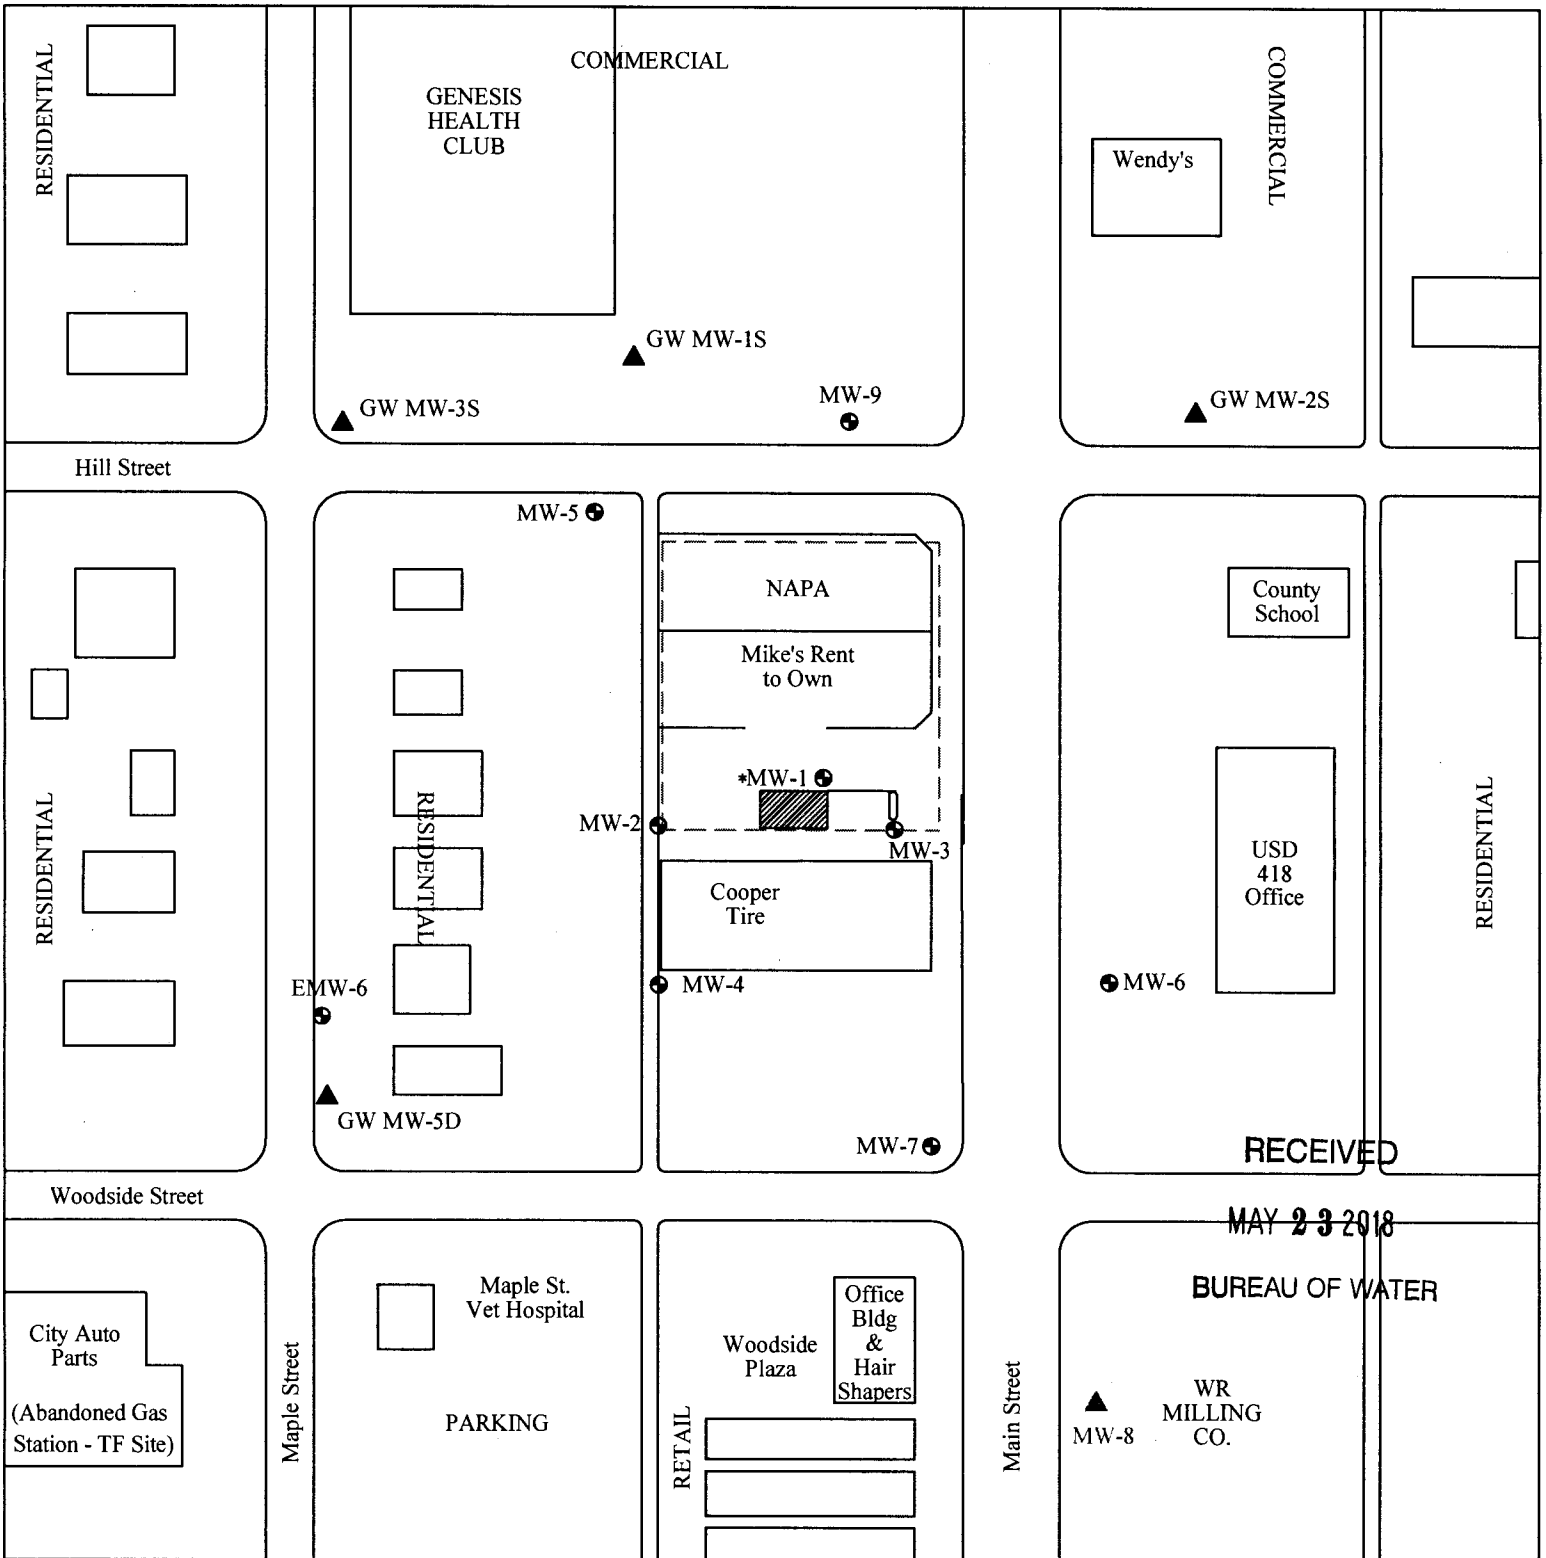 RESIDENTIAL
COMMERCIAL
GENESIS
HEALTH
CLUB
COMMERCIAL
Wendy's
GW MW-1S
GW MW-3S
MW-9
GW MW-2S
Hill Street
MW-5
NAPA
Mike's Rent
to Own
County
School
*MW-1
MW-2
MW-3
RESIDENTIAL
RESIDENTIAL
Cooper
Tire
USD
418
Office
RESIDENTIAL
EMW-6
MW-4
MW-6
GW MW-5D
MW-7
RECEIVED
Woodside Street
MAY 23 2018
BUREAU OF WATER
City Auto
Parts
(Abandoned Gas
Station - TF Site)
Maple Street
Maple St.
Vet Hospital
PARKING
Woodside
Plaza
Office
Bldg
&
Hair
Shapers
RETAIL
Main Street
MW-8
WR
MILLING
CO.